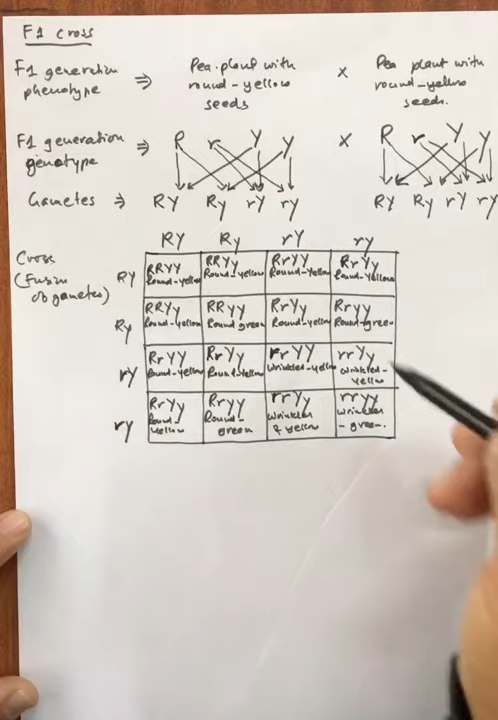 F1 cross
F1 generation phenotype ⇒ Pea plant with round-yellow seeds × Pea plant with round-yellow seeds.
F1 generation genotype ⇒ R r Y y × R r Y y
Gametes ⇒ RY Ry rY ry RY Ry rY ry
RY Ry rY ry
Cross (fusion of gametes)
RY RRYY Round-yellow RRYy Round-yellow RrYY Round-yellow RrYy Round-yellow
Ry RRYy Round-yellow RRyy Round green RrYy Round-yellow Rryy Round-green
rY RrYY Round-yellow RrYy Round-yellow rrYY Wrinkled-yellow rrYy Wrinkled-yellow
ry RrYy Round yellow Rryy Round-green rrYy Wrinkled & yellow rryy Wrinkled-green.